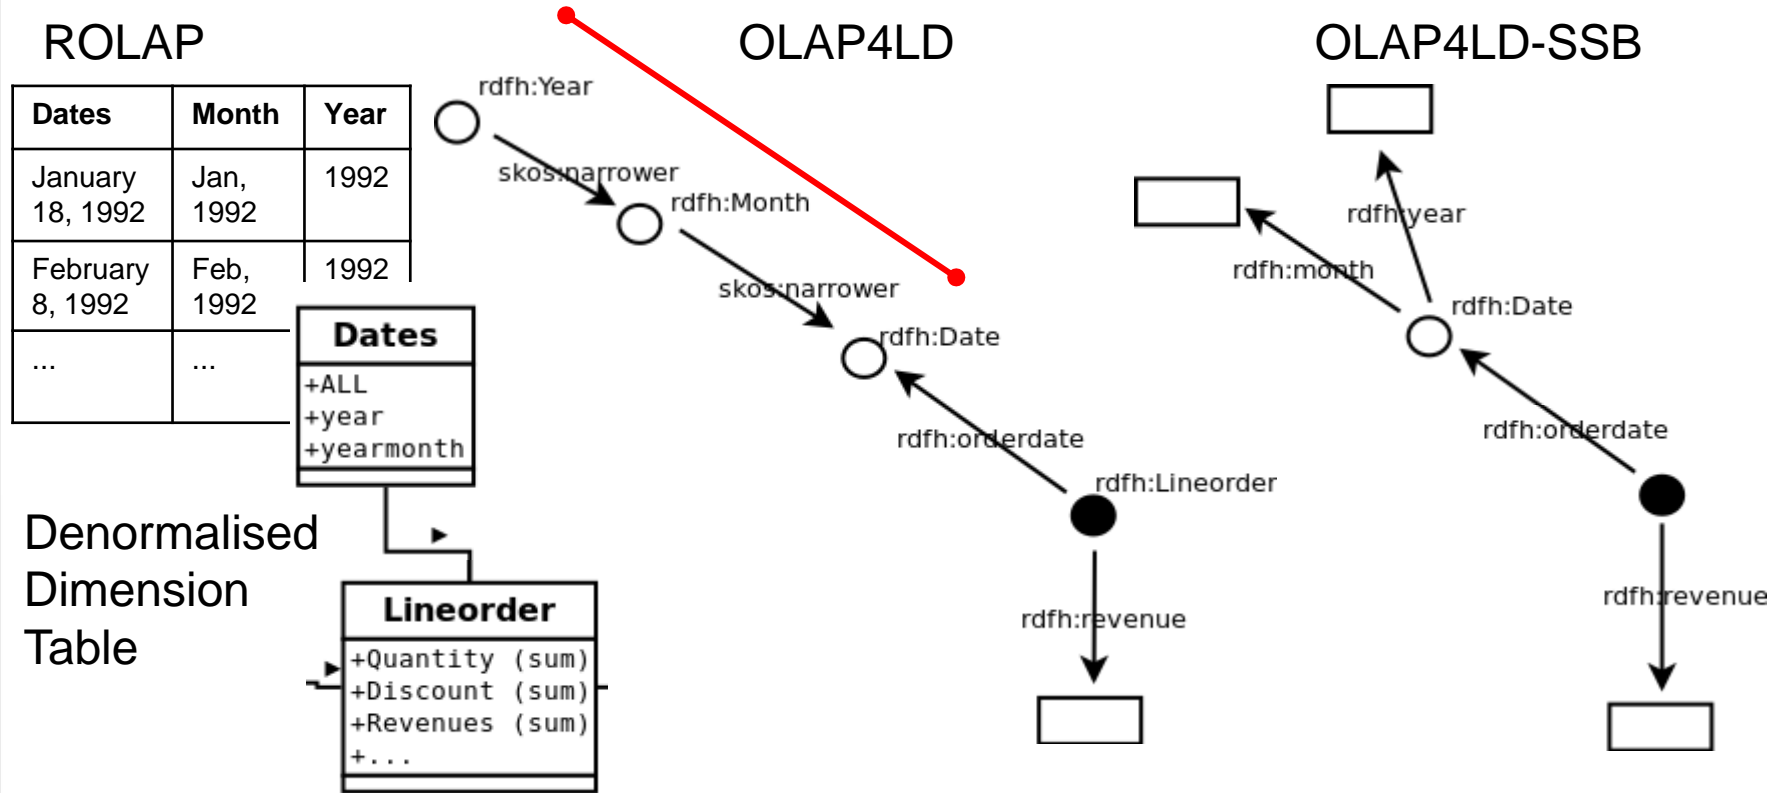 ROLAP
Dates Month Year
January 18, 1992 Jan, 1992 1992
February 8, 1992 Feb, 1992 1992
... ...
Dates
+ALL
+year
+yearmonth
Denormalised
Dimension
Table
Lineorder
+Quantity (sum)
+Discount (sum)
+Revenues (sum)
+...
OLAP4LD
rdfh:Year
skos:narrower
rdfh:Month
skos:narrower
rdfh:Date
rdfh:orderdate
rdfh:Lineorder
rdfh:revenue
OLAP4LD-SSB
rdfh:year
rdfh:month
rdfh:Date
rdfh:orderdate
rdfh:revenue